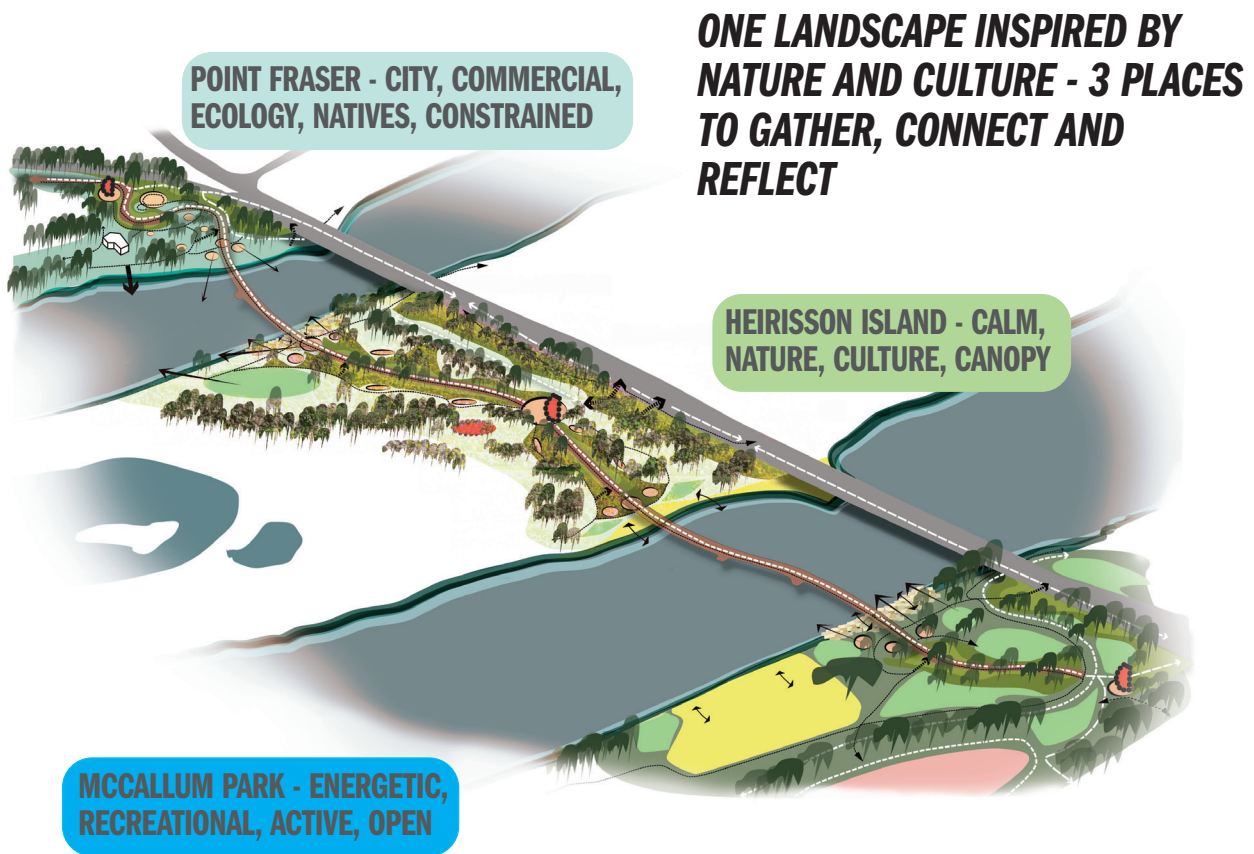 ONE LANDSCAPE INSPIRED BY
NATURE AND CULTURE - 3 PLACES
TO GATHER, CONNECT AND
REFLECT
POINT FRASER - CITY, COMMERCIAL,
ECOLOGY, NATIVES, CONSTRAINED
HEIRISSON ISLAND - CALM,
NATURE, CULTURE, CANOPY
MCCALLUM PARK - ENERGETIC,
RECREATIONAL, ACTIVE, OPEN